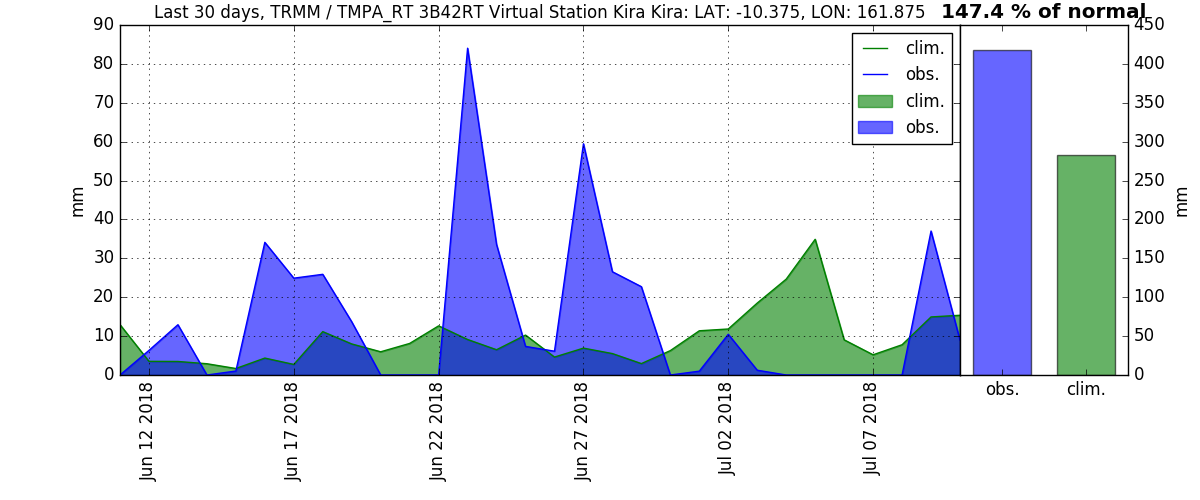 Last 30 days, TRMM / TMPA_RT 3B42RT Virtual Station Kira Kira: LAT: -10.375, LON: 161.875 147.4 % of normal
90
80
70
60
50
40
30
20
10
0
mm
clim.
obs.
clim.
obs.
450
400
350
300
250
200
150
100
50
0
mm
Jun 12 2018
Jun 17 2018
Jun 22 2018
Jun 27 2018
Jul 02 2018
Jul 07 2018
obs.
clim.